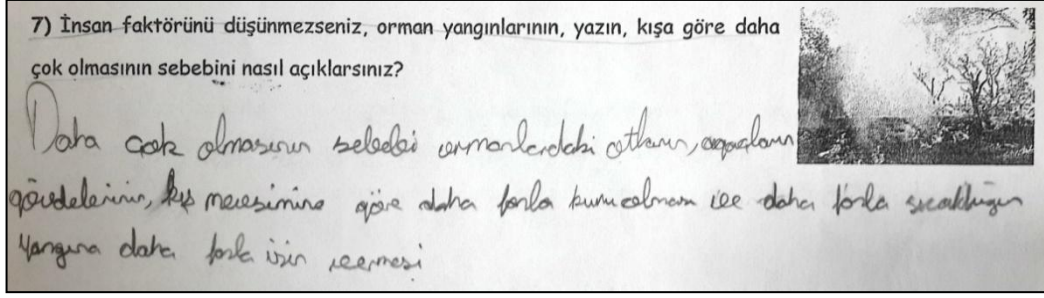 7) İnsan faktörünü düşünmezseniz, orman yangınlarının, yazın, kışa göre daha
çok olmasının sebebini nasıl açıklarsınız?
Daha çok olmasının sebebi ormanlardaki otların, ağaçların
gövdelerinin, kış mevsimine göre daha fazla kuru olması ve daha fazla sıcaklığın
yangına daha fazla izin vermesi